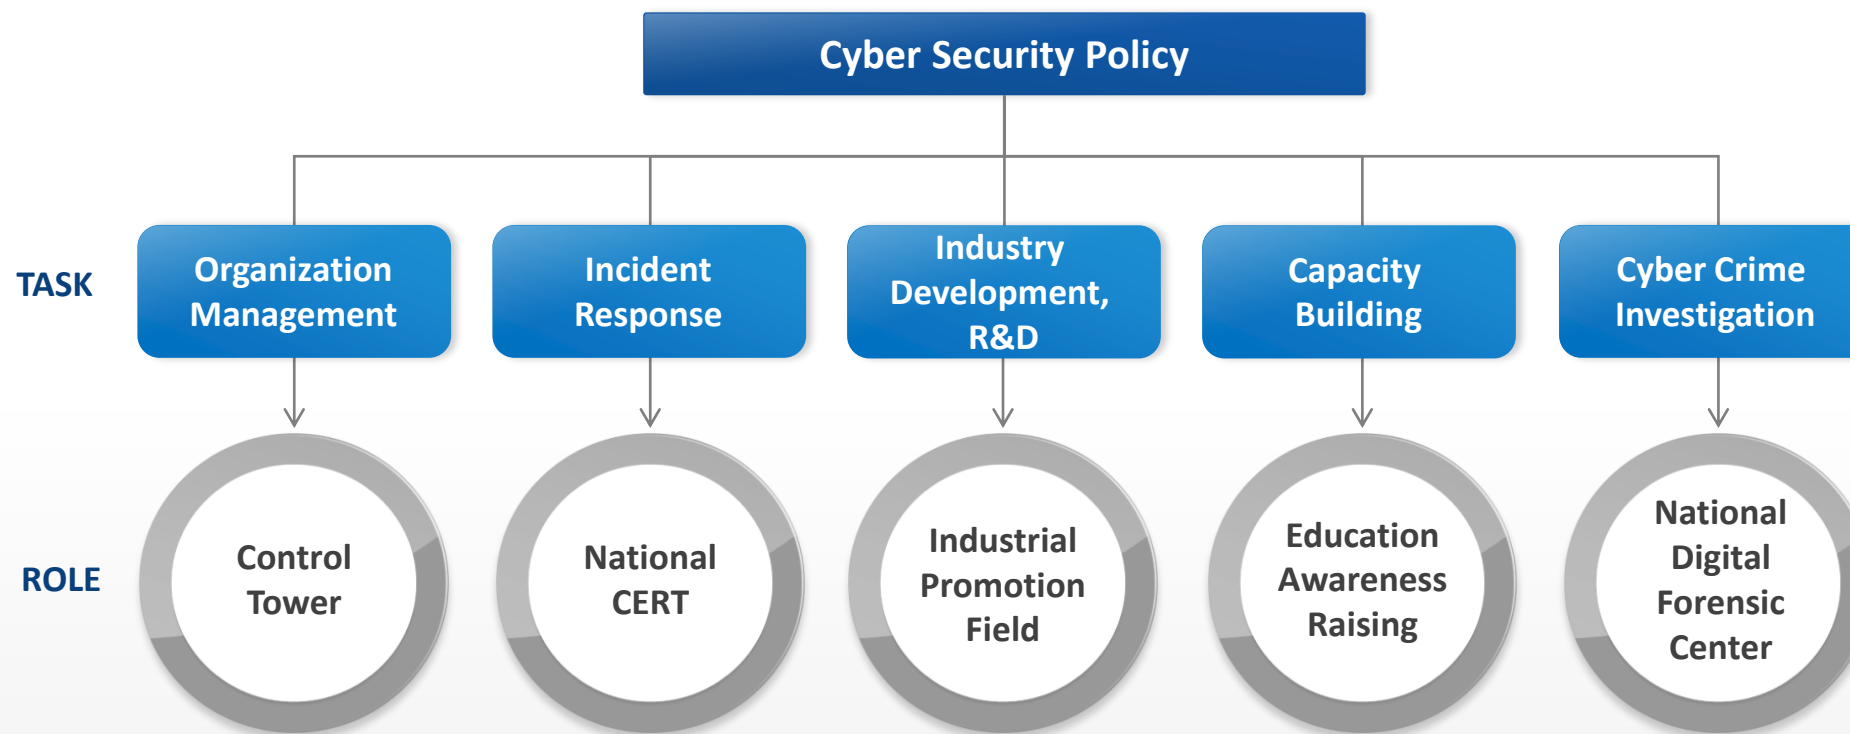 Cyber Security Policy
TASK
Organization
Management
Incident
Response
Industry
Development,
R&D
Capacity
Building
Cyber Crime
Investigation
ROLE
Control
Tower
National
CERT
Industrial
Promotion
Field
Education
Awareness
Raising
National
Digital
Forensic
Center